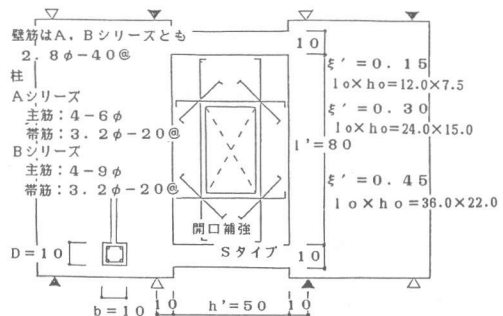 壁筋はA，Bシリーズとも
2．8φ－40@
柱
Aシリーズ
主筋：4－6φ
帯筋：3．2φ－20@
Bシリーズ
主筋：4－9φ
帯筋：3．2φ－20@
D＝10
b＝10
開口補強
Sタイプ
10
l'＝80
10
10
h'＝50
10
ξ'＝0．15
lo×ho=12.0×7.5
ξ'＝0．30
lo×ho=24.0×15.0
ξ'＝0．45
lo×ho=36.0×22.0